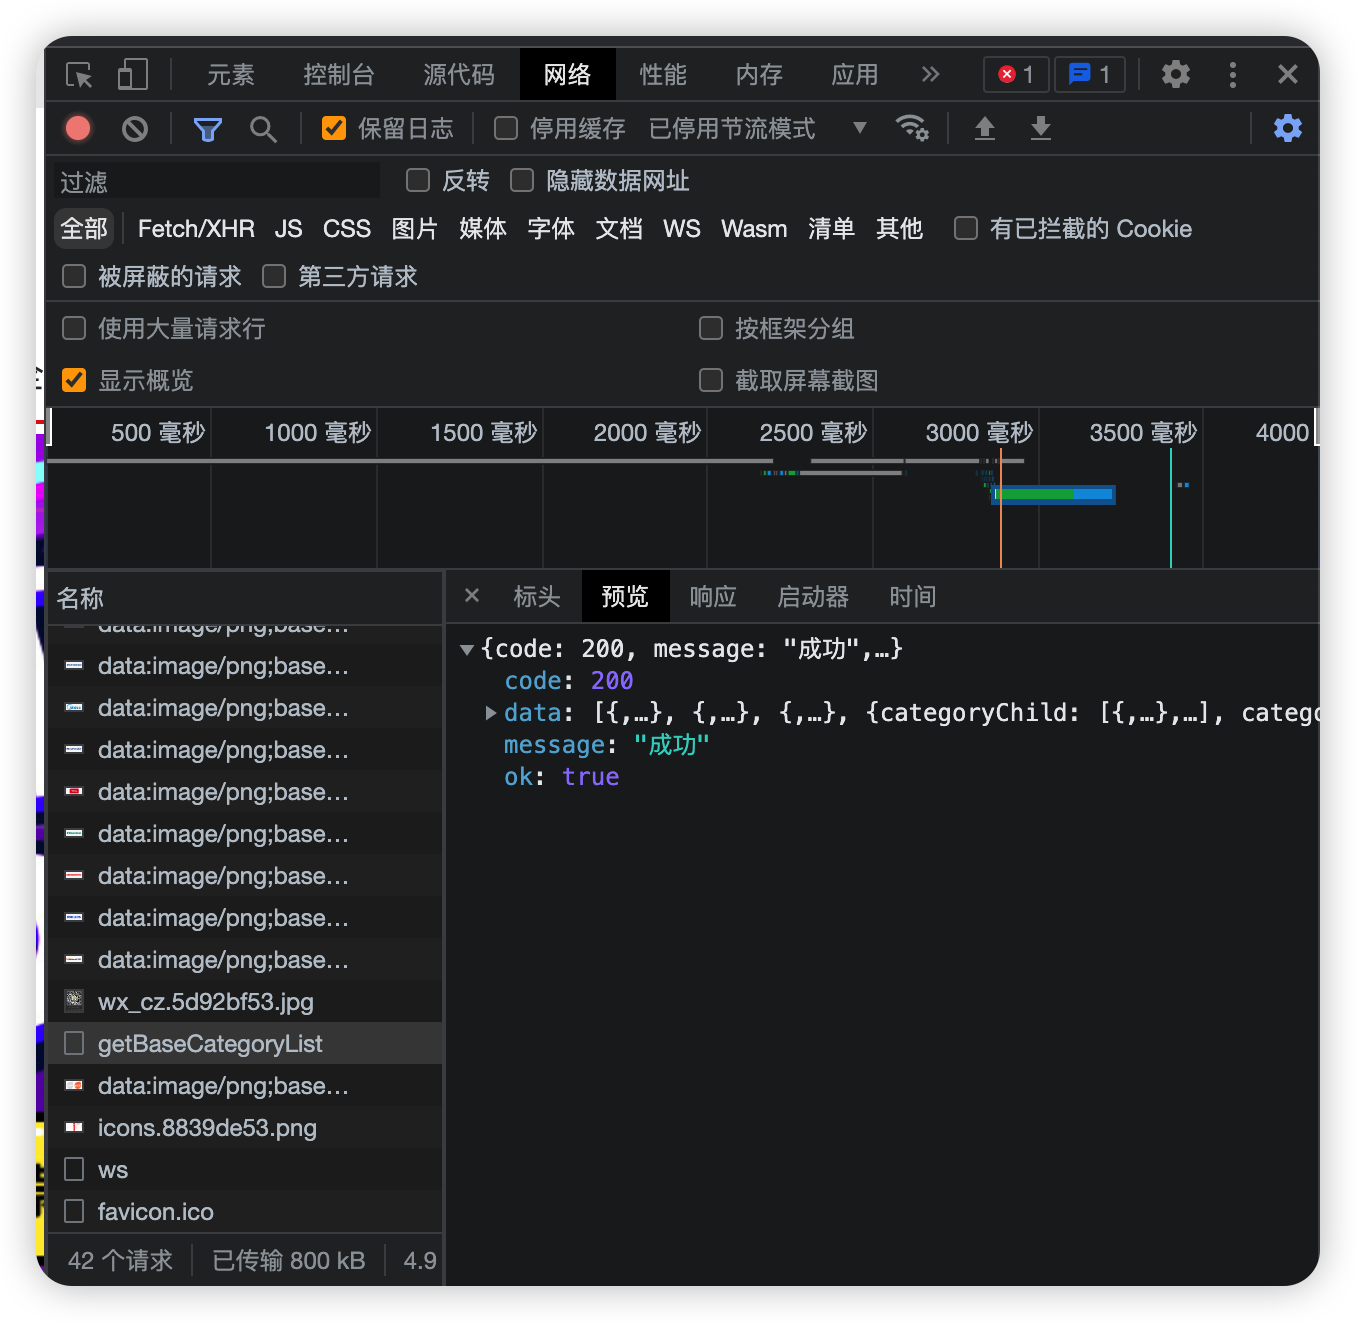 元素 控制台 源代码 网络 性能 内存 应用 1 1
保留日志 停用缓存 已停用节流模式
过滤 反转 隐藏数据网址
全部 Fetch/XHR JS CSS 图片 媒体 字体 文档 WS Wasm 清单 其他 有已拦截的 Cookie
被屏蔽的请求 第三方请求
使用大量请求行 按框架分组
显示概览 截取屏幕截图
500 毫秒 1000 毫秒 1500 毫秒 2000 毫秒 2500 毫秒 3000 毫秒 3500 毫秒 4000
名称
data:image/png;base…
data:image/png;base…
data:image/png;base…
data:image/png;base…
data:image/png;base…
data:image/png;base…
data:image/png;base…
data:image/png;base…
data:image/png;base…
wx_cz.5d92bf53.jpg
getBaseCategoryList
data:image/png;base…
icons.8839de53.png
ws
favicon.ico
42 个请求 已传输 800 kB 4.9
标头 预览 响应 启动器 时间
{code: 200, message: "成功",…}
code: 200
data: [{,…}, {,…}, {,…}, {categoryChild: [{,…},…], catego
message: "成功"
ok: true